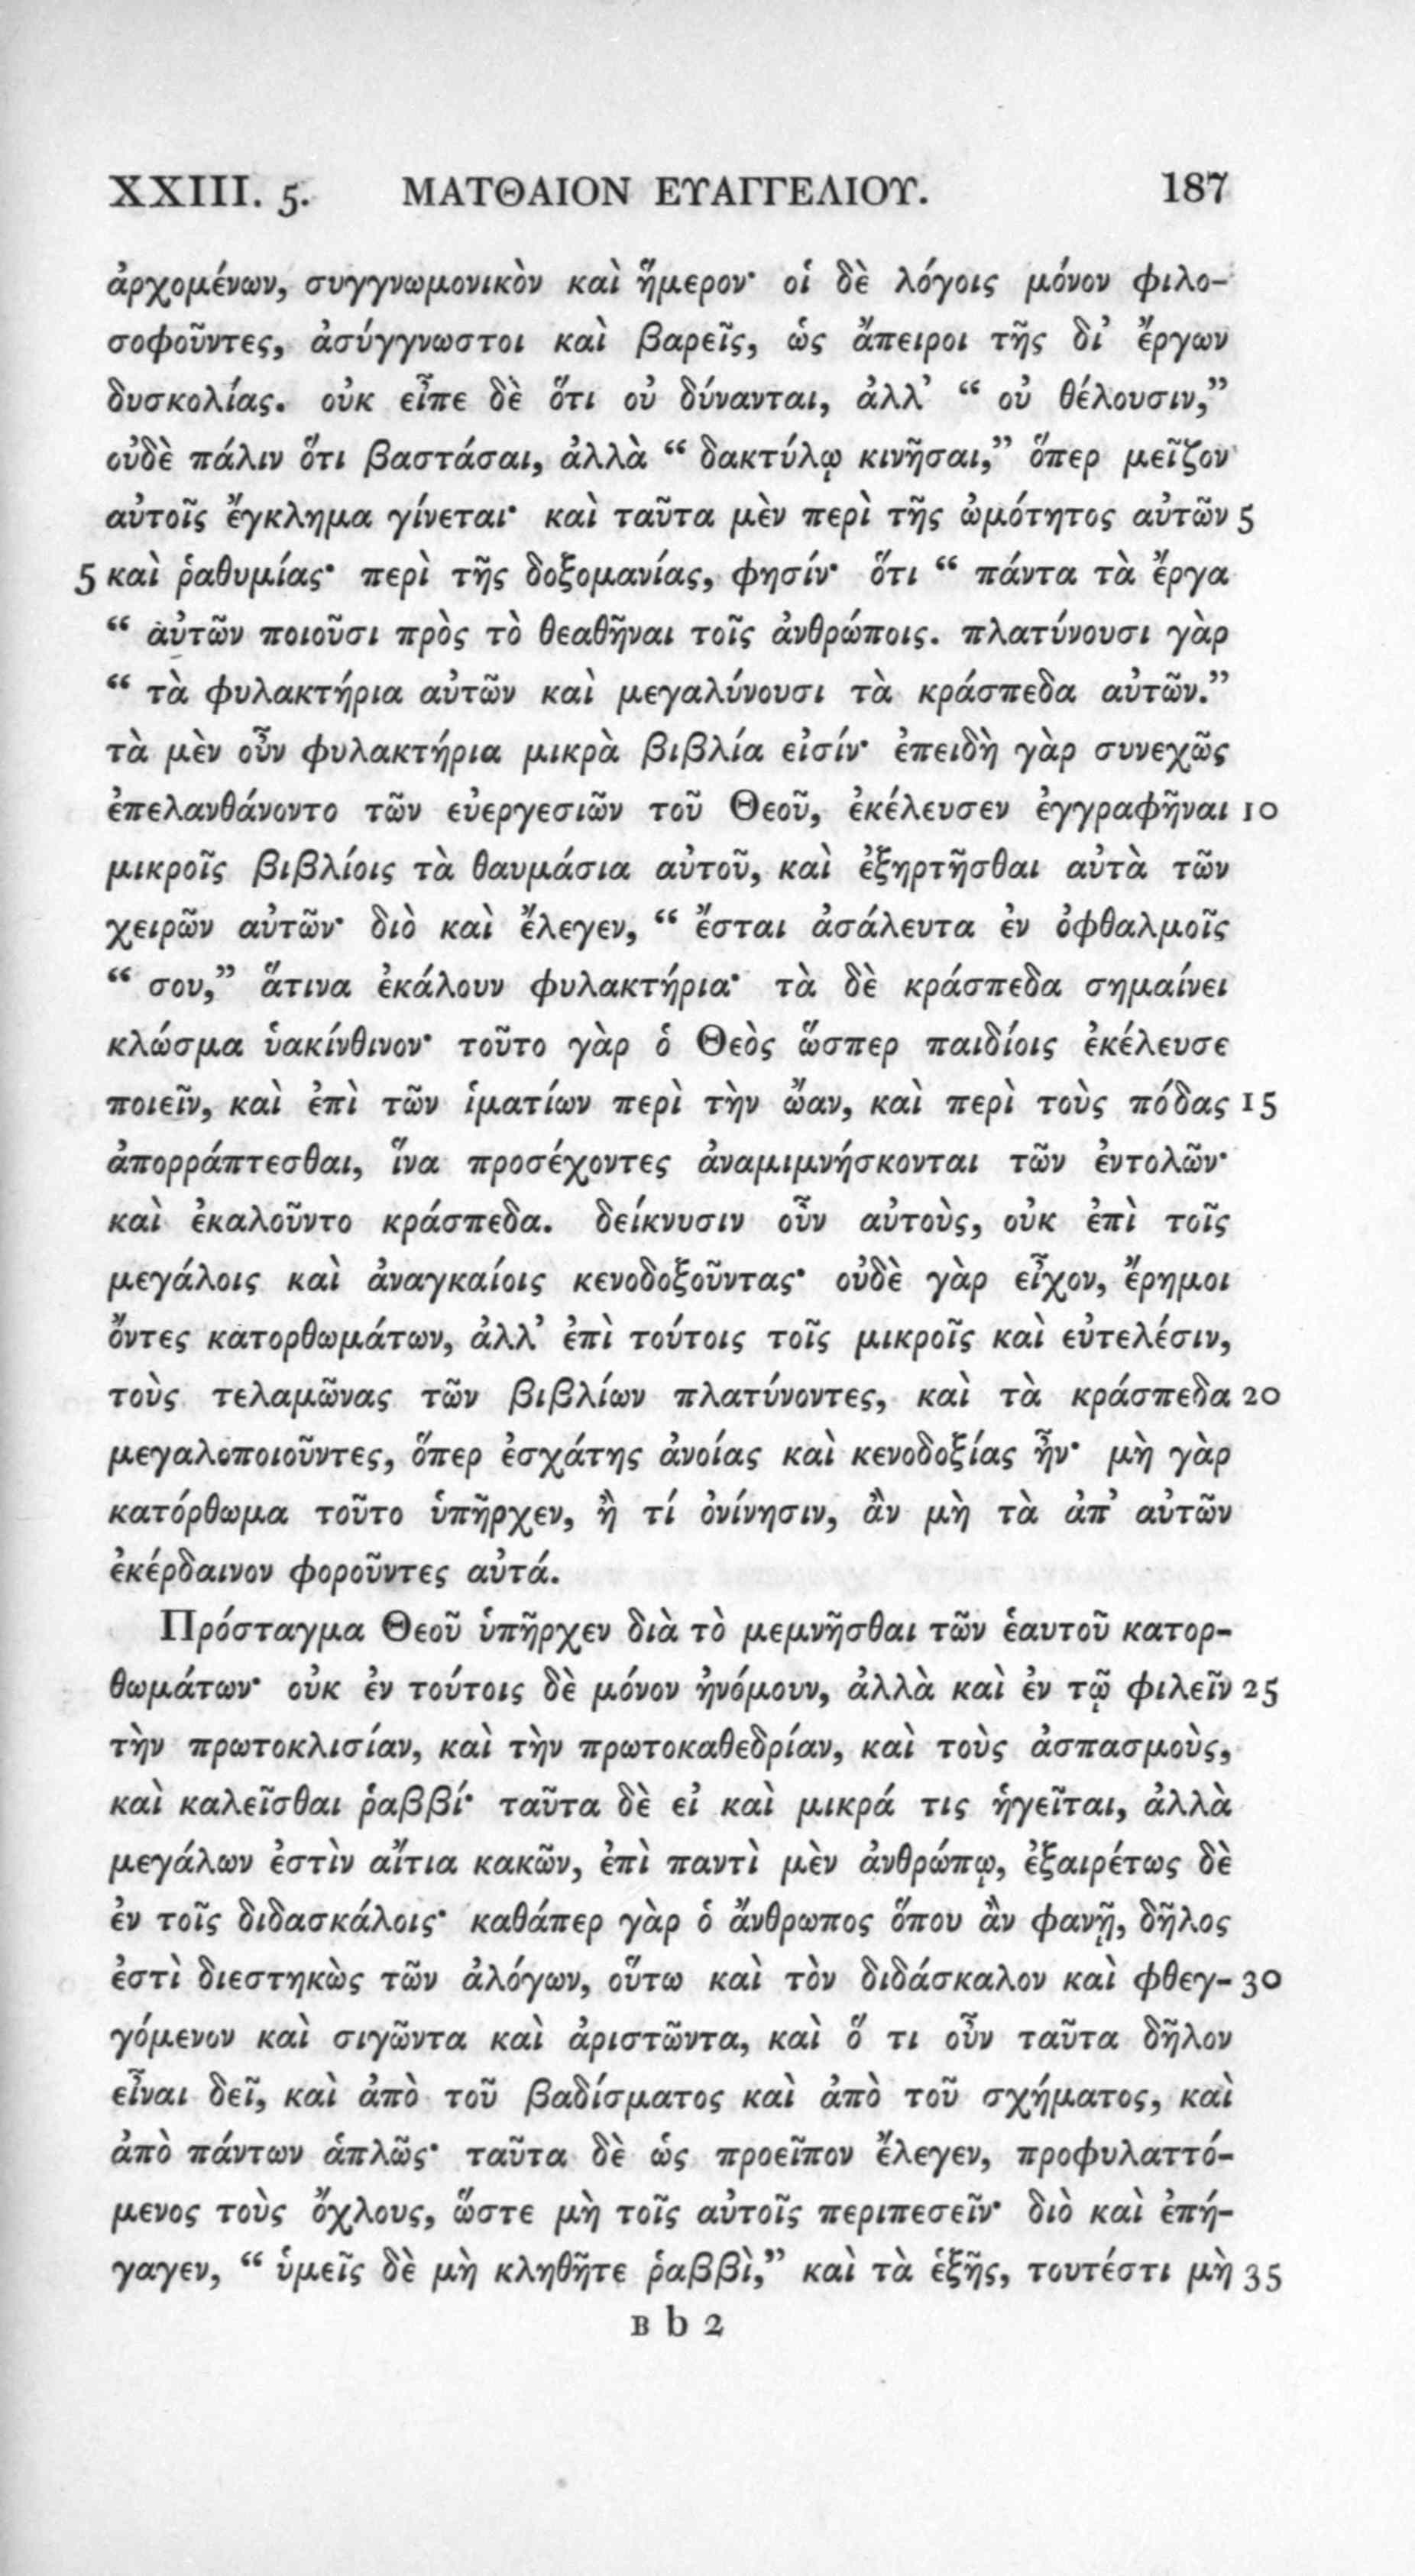 XXIII. 5. ΜΑΤΘΑΙΟΝ ΕΥΑΓΓΕΛΙΟΥ. 187
ἀρχομένων, συγγνωμονικὸν καὶ ἥμερον· οἱ δὲ λόγοις μόνον φιλο-
σοφοῦντες, ἀσύγγνωστοι καὶ βαρεῖς, ὡς ἄπειροι τῆς δι’ ἔργων
δυσκολίας. οὐκ εἶπε δὲ ὅτι οὐ δύνανται, ἀλλ’ “ οὐ θέλουσιν,”
οὐδὲ πάλιν ὅτι βαστάσαι, ἀλλὰ “ δακτύλῳ κινῆσαι,” ὅπερ μεῖζον
αὐτοῖς ἔγκλημα γίνεται· καὶ ταῦτα μὲν περὶ τῆς ὠμότητος αὐτῶν 5
5 καὶ ῥαθυμίας· περὶ τῆς δοξομανίας, φησίν· ὅτι “ πάντα τὰ ἔργα
“ αὐτῶν ποιοῦσι πρὸς τὸ θεαθῆναι τοῖς ἀνθρώποις. πλατύνουσι γὰρ
“ τὰ φυλακτήρια αὐτῶν καὶ μεγαλύνουσι τὰ κράσπεδα αὐτῶν.”
τὰ μὲν οὖν φυλακτήρια μικρὰ βιβλία εἰσίν· ἐπειδὴ γὰρ συνεχῶς
ἐπελανθάνοντο τῶν εὐεργεσιῶν τοῦ Θεοῦ, ἐκέλευσεν ἐγγραφῆναι 10
μικροῖς βιβλίοις τὰ θαυμάσια αὐτοῦ, καὶ ἐξηρτῆσθαι αὐτὰ τῶν
χειρῶν αὐτῶν· διὸ καὶ ἔλεγεν, “ ἔσται ἀσάλευτα ἐν ὀφθαλμοῖς
“ σου,” ἅτινα ἐκάλουν φυλακτήρια· τὰ δὲ κράσπεδα σημαίνει
κλώσμα ὑακίνθινον· τοῦτο γὰρ ὁ Θεὸς ὥσπερ παιδίοις ἐκέλευσε
ποιεῖν, καὶ ἐπὶ τῶν ἱματίων περὶ τὴν ὤαν, καὶ περὶ τοὺς πόδας 15
ἀπορράπτεσθαι, ἵνα προσέχοντες ἀναμιμνήσκονται τῶν ἐντολῶν·
καὶ ἐκαλοῦντο κράσπεδα. δείκνυσιν οὖν αὐτοὺς, οὐκ ἐπὶ τοῖς
μεγάλοις καὶ ἀναγκαίοις κενοδοξοῦντας· οὐδὲ γὰρ εἶχον, ἔρημοι
ὄντες κατορθωμάτων, ἀλλ’ ἐπὶ τούτοις τοῖς μικροῖς καὶ εὐτελέσιν,
τοὺς τελαμῶνας τῶν βιβλίων πλατύνοντες, καὶ τὰ κράσπεδα 20
μεγαλοποιοῦντες, ὅπερ ἐσχάτης ἀνοίας καὶ κενοδοξίας ἦν· μὴ γὰρ
κατόρθωμα τοῦτο ὑπῆρχεν, ἢ τί ὀνίνησιν, ἂν μὴ τὰ ἀπ’ αὐτῶν
ἐκέρδαινον φοροῦντες αὐτά.
Πρόσταγμα Θεοῦ ὑπῆρχεν διὰ τὸ μεμνῆσθαι τῶν ἑαυτοῦ κατορ-
θωμάτων· οὐκ ἐν τούτοις δὲ μόνον ἠνόμουν, ἀλλὰ καὶ ἐν τῷ φιλεῖν 25
τὴν πρωτοκλισίαν, καὶ τὴν πρωτοκαθεδρίαν, καὶ τοὺς ἀσπασμοὺς,
καὶ καλεῖσθαι ῥαββί· ταῦτα δὲ εἰ καὶ μικρά τις ἡγεῖται, ἀλλὰ
μεγάλων ἐστὶν αἴτια κακῶν, ἐπὶ παντὶ μὲν ἀνθρώπῳ, ἐξαιρέτως δὲ
ἐν τοῖς διδασκάλοις· καθάπερ γὰρ ὁ ἄνθρωπος ὅπου ἂν φανῇ, δῆλος
ἐστὶ διεστηκὼς τῶν ἀλόγων, οὕτω καὶ τὸν διδάσκαλον καὶ φθεγ- 30
γόμενον καὶ σιγῶντα καὶ ἀριστῶντα, καὶ ὅ τι οὖν ταῦτα δῆλον
εἶναι δεῖ, καὶ ἀπὸ τοῦ βαδίσματος καὶ ἀπὸ τοῦ σχήματος, καὶ
ἀπὸ πάντων ἁπλῶς· ταῦτα δὲ ὡς προεῖπον ἔλεγεν, προφυλαττό-
μενος τοὺς ὄχλους, ὥστε μὴ τοῖς αὐτοῖς περιπεσεῖν· διὸ καὶ ἐπή-
γαγεν, “ ὑμεῖς δὲ μὴ κληθῆτε ῥαββὶ,” καὶ τὰ ἑξῆς, τουτέστι μὴ 35
B b 2